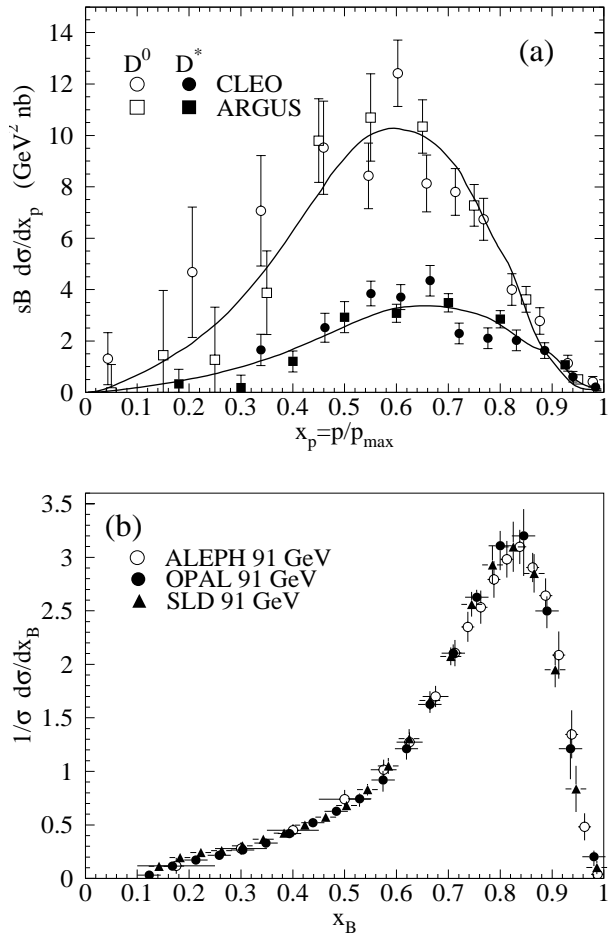 (a)
D^0 D^*
CLEO
ARGUS
sB dσ/dx_p (GeV^2 nb)
14
12
10
8
6
4
2
0
0 0.1 0.2 0.3 0.4 0.5 0.6 0.7 0.8 0.9 1
x_p=p/p_max
(b)
ALEPH 91 GeV
OPAL 91 GeV
SLD 91 GeV
1/σ dσ/dx_B
3.5
3
2.5
2
1.5
1
0.5
0
0 0.1 0.2 0.3 0.4 0.5 0.6 0.7 0.8 0.9 1
x_B